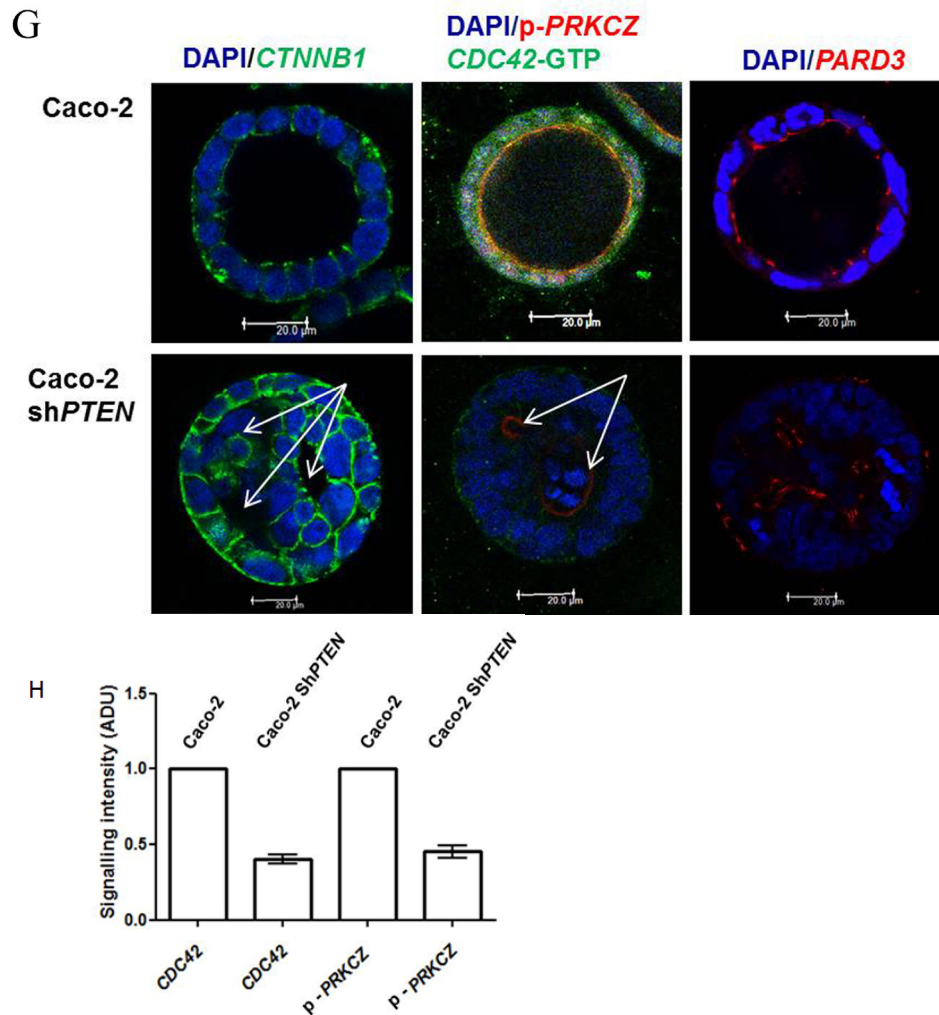 G
DAPI/CTNNB1
DAPI/p-PRKCZ
CDC42-GTP
DAPI/PARD3
Caco-2
20.0 µm
20.0 µm
20.0 µm
Caco-2
shPTEN
20.0 µm
20.0 µm
20.0 µm
H
Signalling intensity (ADU)
1.5
1.0
0.5
0.0
Caco-2
Caco-2 ShPTEN
Caco-2
Caco-2 ShPTEN
CDC42
CDC42
p - PRKCZ
p - PRKCZ